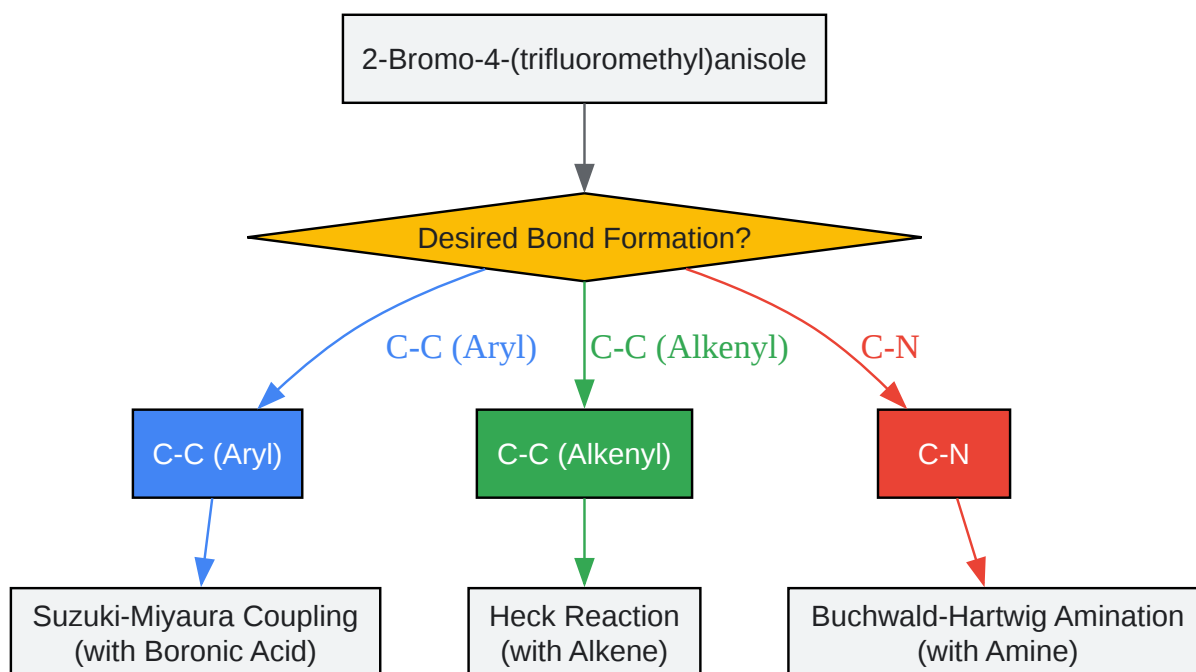 2-Bromo-4-(trifluoromethyl)anisole
Desired Bond Formation?
C-C (Aryl)
C-C (Alkenyl)
C-N
C-C (Aryl)
C-C (Alkenyl)
C-N
Suzuki-Miyaura Coupling
(with Boronic Acid)
Heck Reaction
(with Alkene)
Buchwald-Hartwig Amination
(with Amine)